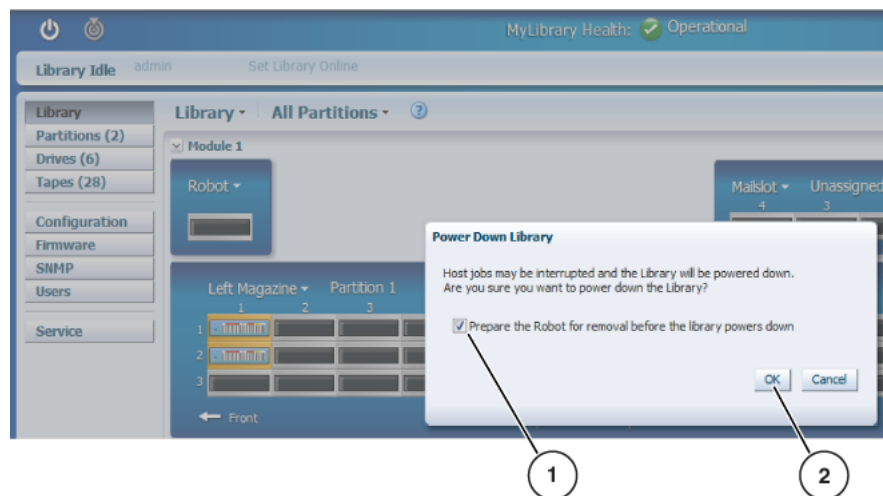 MyLibrary Health: Operational
Library Idle admin Set Library Online
Library
Partitions (2)
Drives (6)
Tapes (28)
Configuration
Firmware
SNMP
Users
Service
Library All Partitions ?
Module 1
Robot
Mailslot Unassigned
4 3
Left Magazine Partition 1
1 2 3
1
2
3
Front
Power Down Library
Host jobs may be interrupted and the Library will be powered down.
Are you sure you want to power down the Library?
Prepare the Robot for removal before the library powers down
OK Cancel
1 2